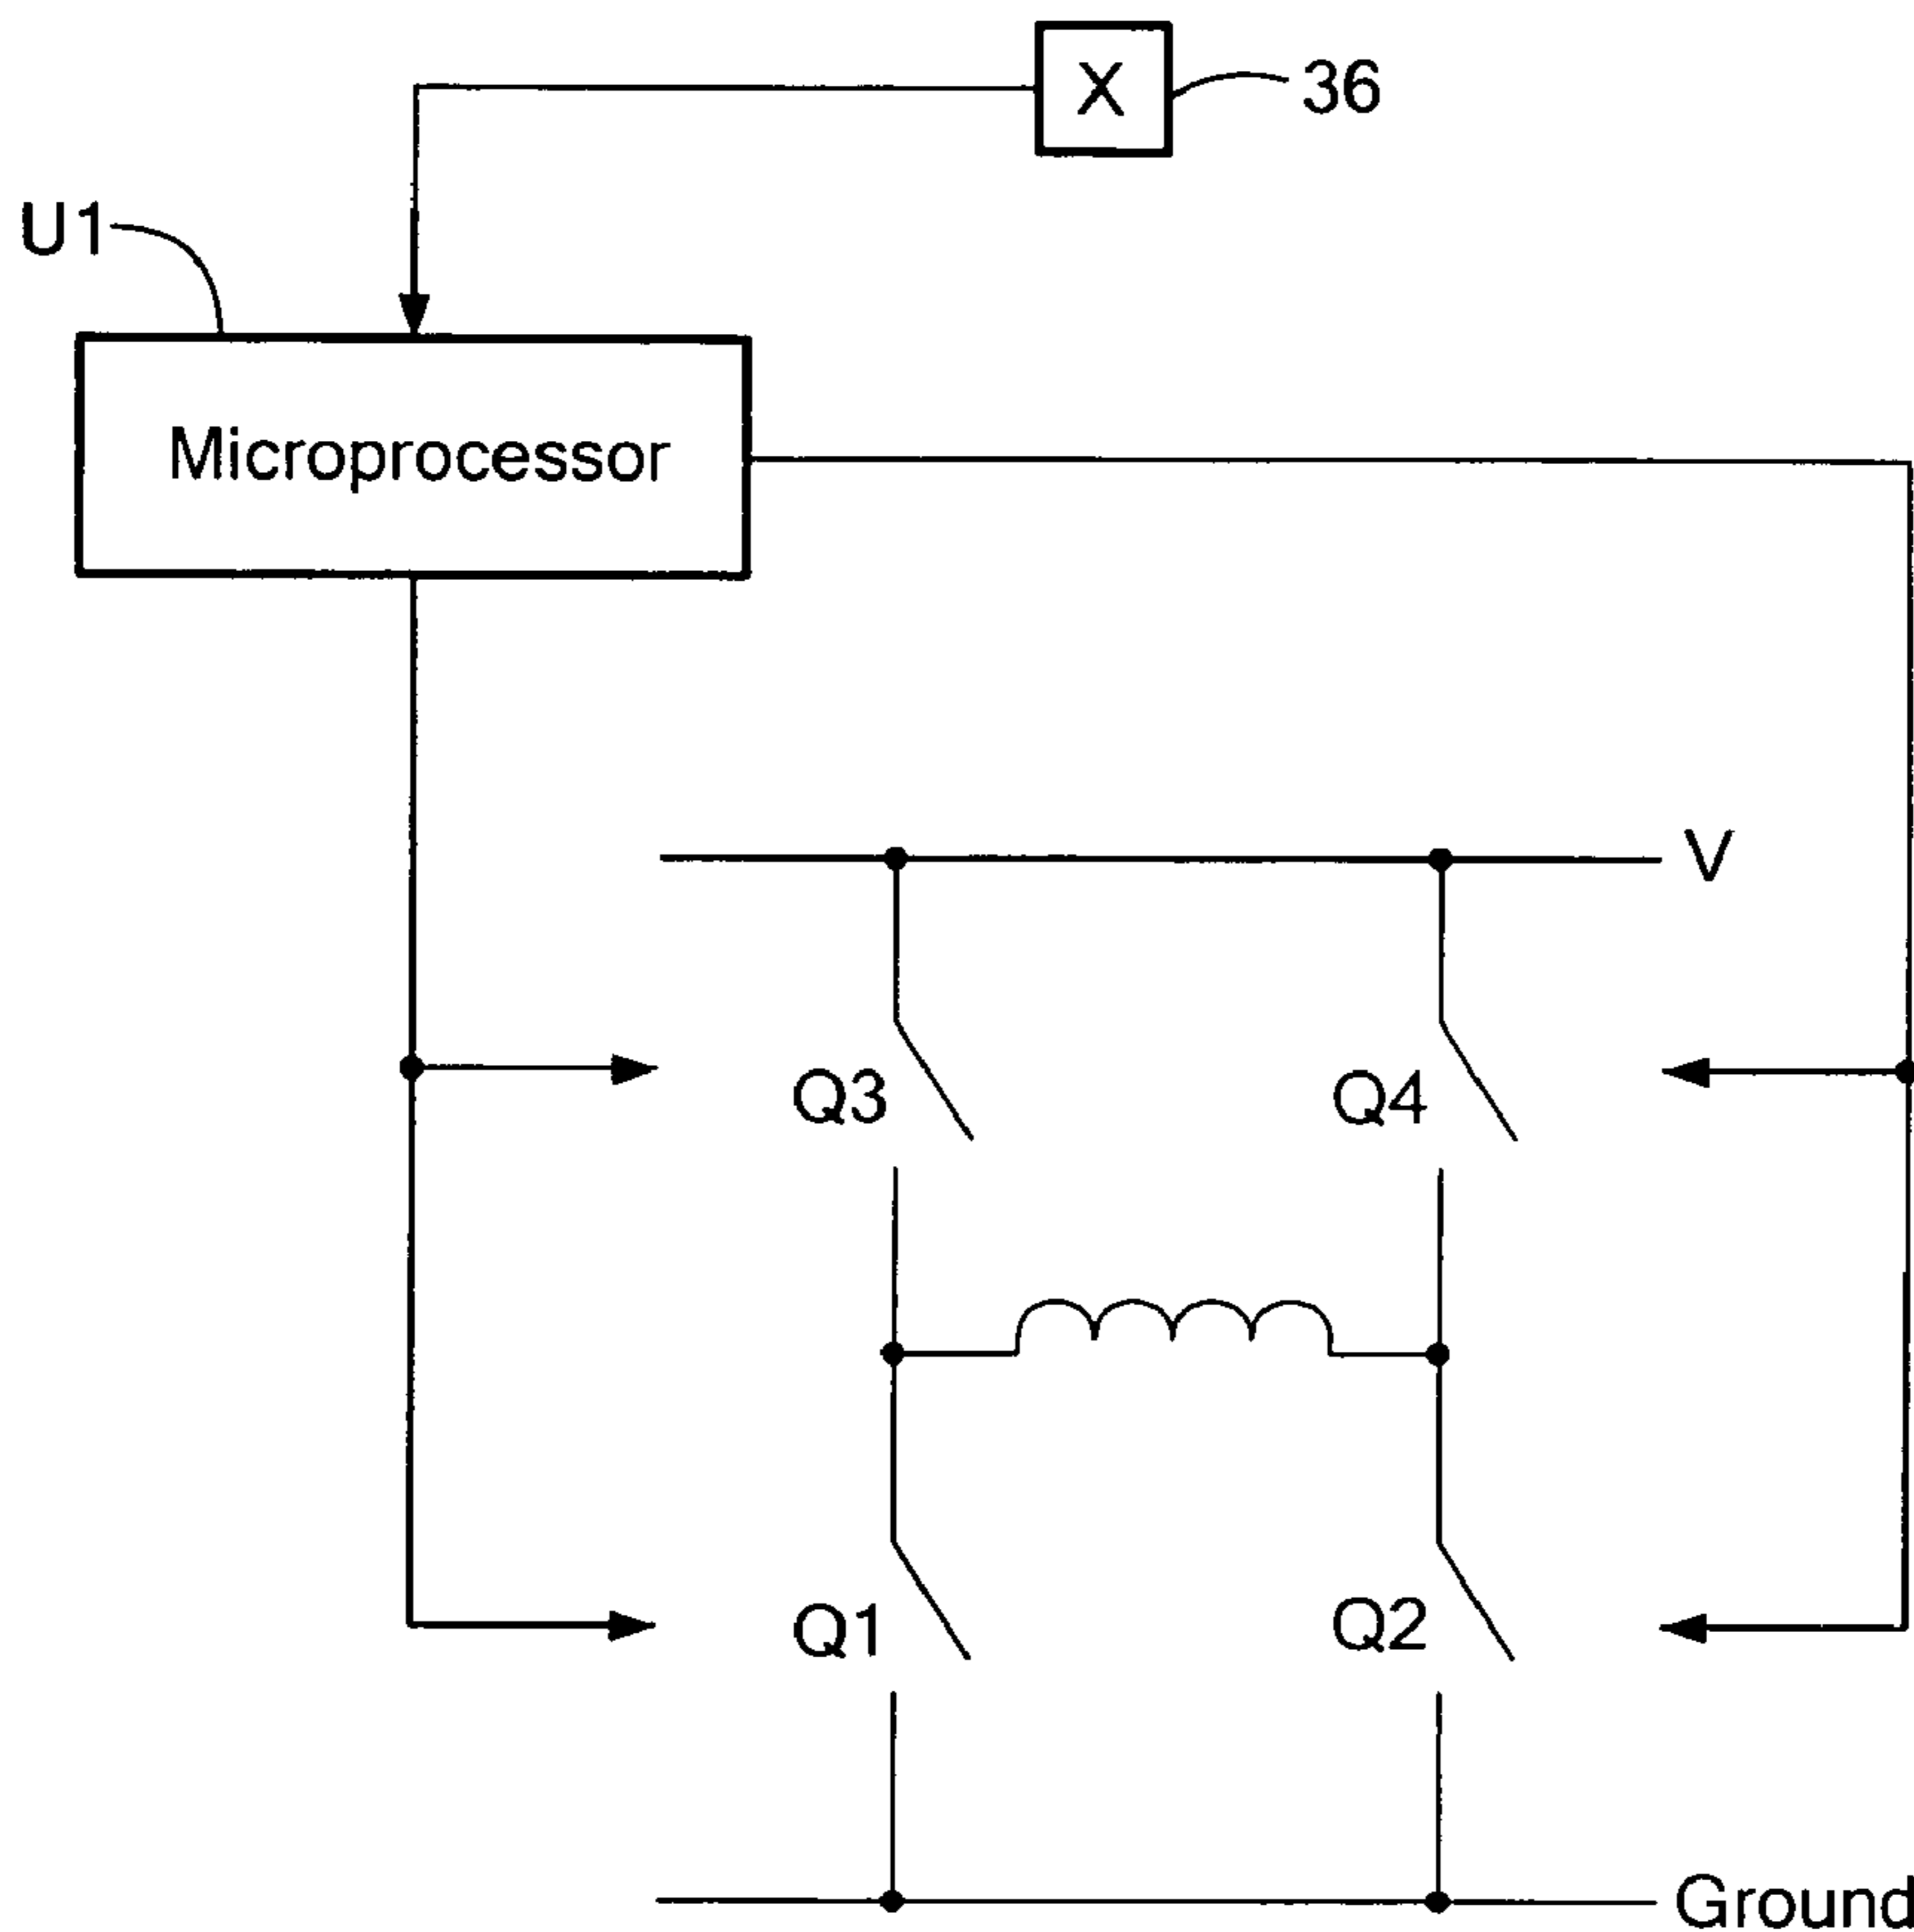 X
36
U1
Microprocessor
V
Q3
Q4
Q1
Q2
Ground